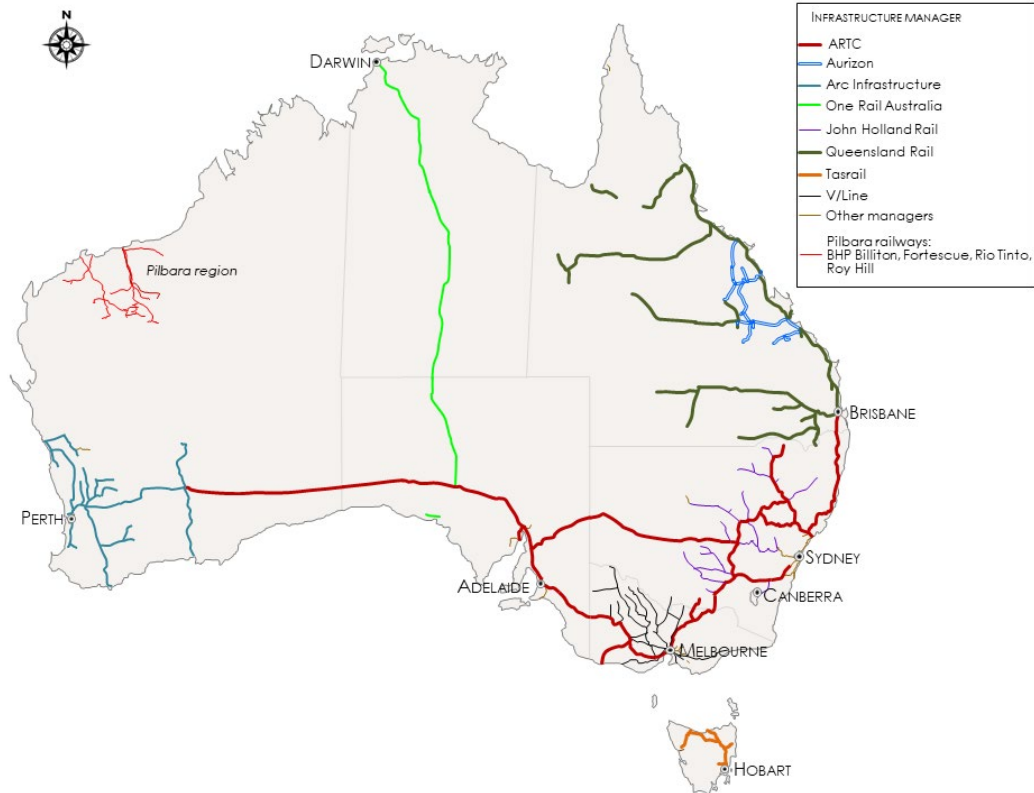 N
INFRASTRUCTURE MANAGER
ARTC
Aurizon
Arc Infrastructure
One Rail Australia
John Holland Rail
Queensland Rail
Tasrail
V/Line
Other managers
Pilbara railways:
BHP Billiton, Fortescue, Rio Tinto,
Roy Hill
DARWIN
Pilbara region
BRISBANE
PERTH
SYDNEY
ADELAIDE
CANBERRA
MELBOURNE
HOBART